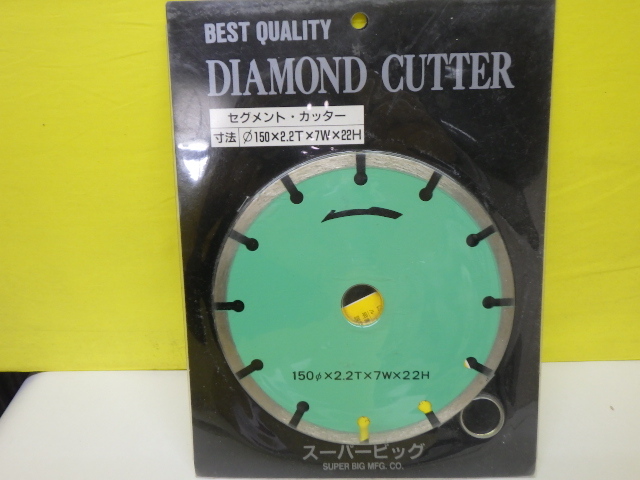 BEST QUALITY
DIAMOND CUTTER
セグメント・カッター
寸法 ∅150×2.2T×7W×22H
150φ×2.2T×7W×22H
スーパービッグ
SUPER BIG MFG. CO.